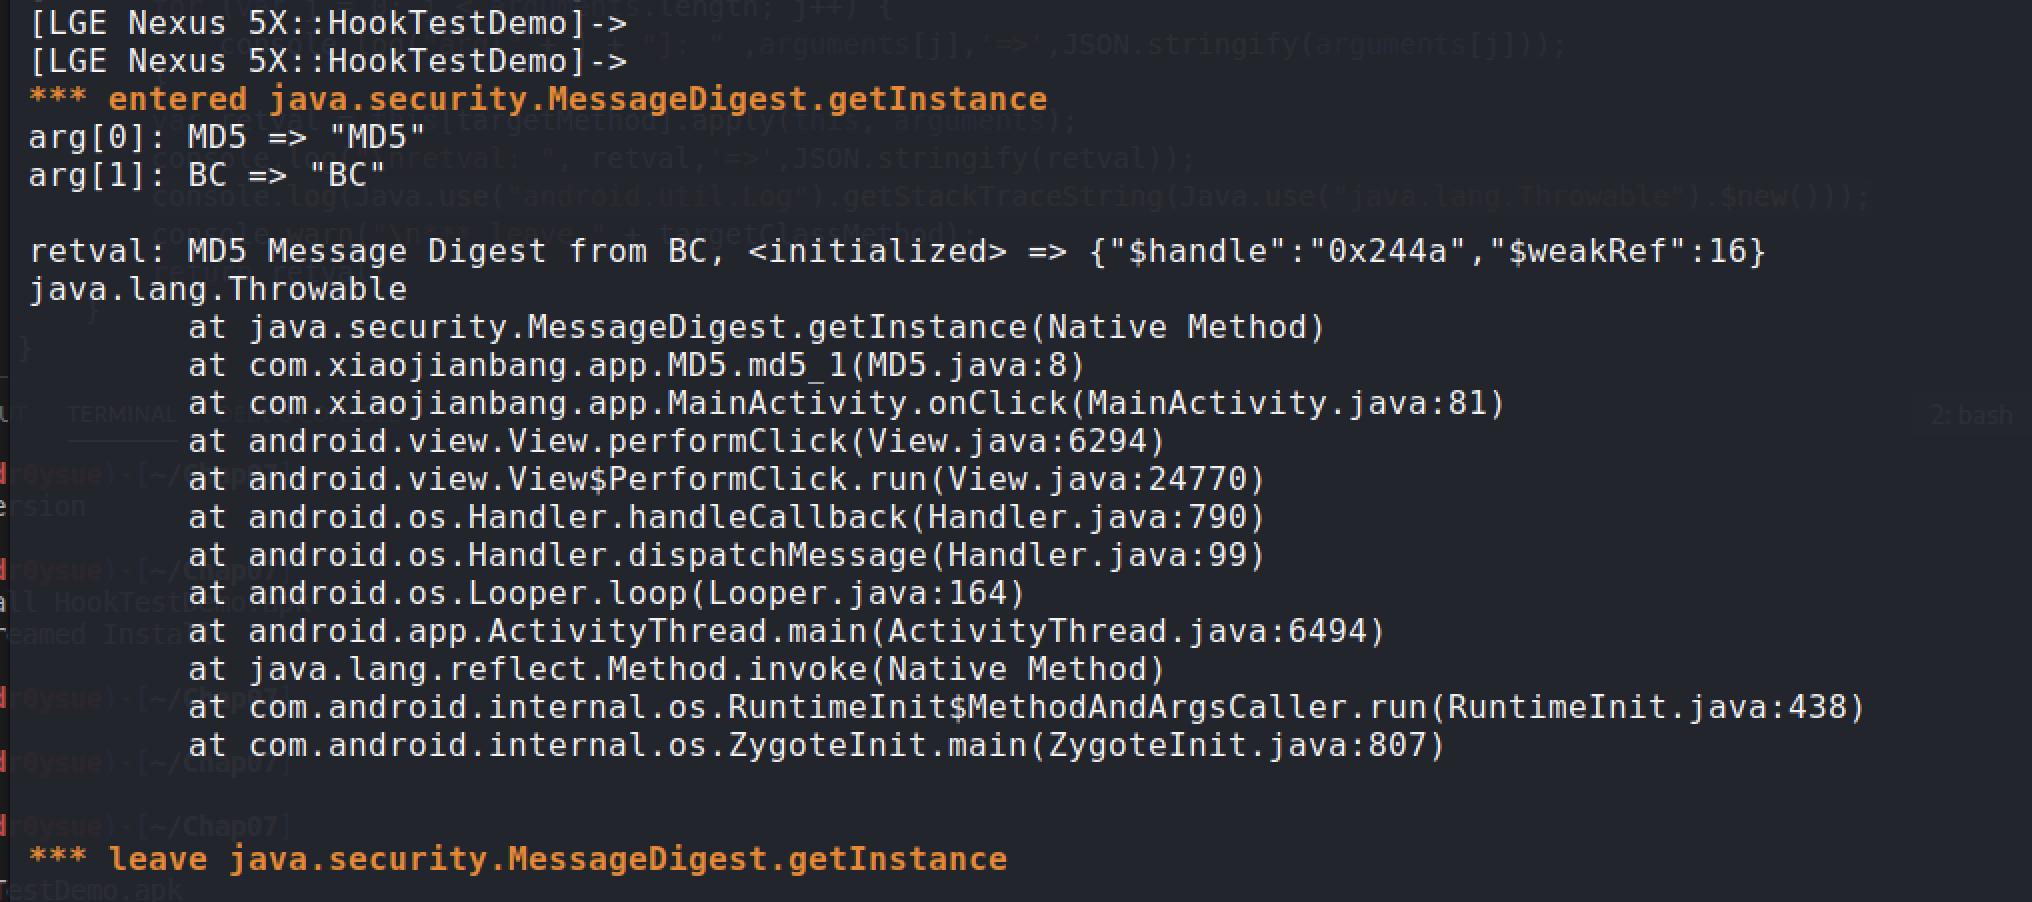 [LGE Nexus 5X::HookTestDemo]->
[LGE Nexus 5X::HookTestDemo]->
*** entered java.security.MessageDigest.getInstance
arg[0]: MD5 => "MD5"
arg[1]: BC => "BC"
retval: MD5 Message Digest from BC, <initialized> => {"$handle":"0x244a","$weakRef":16}
java.lang.Throwable
at java.security.MessageDigest.getInstance(Native Method)
at com.xiaojianbang.app.MD5.md5_1(MD5.java:8)
at com.xiaojianbang.app.MainActivity.onClick(MainActivity.java:81)
at android.view.View.performClick(View.java:6294)
at android.view.View$PerformClick.run(View.java:24770)
at android.os.Handler.handleCallback(Handler.java:790)
at android.os.Handler.dispatchMessage(Handler.java:99)
at android.os.Looper.loop(Looper.java:164)
at android.app.ActivityThread.main(ActivityThread.java:6494)
at java.lang.reflect.Method.invoke(Native Method)
at com.android.internal.os.RuntimeInit$MethodAndArgsCaller.run(RuntimeInit.java:438)
at com.android.internal.os.ZygoteInit.main(ZygoteInit.java:807)
*** leave java.security.MessageDigest.getInstance